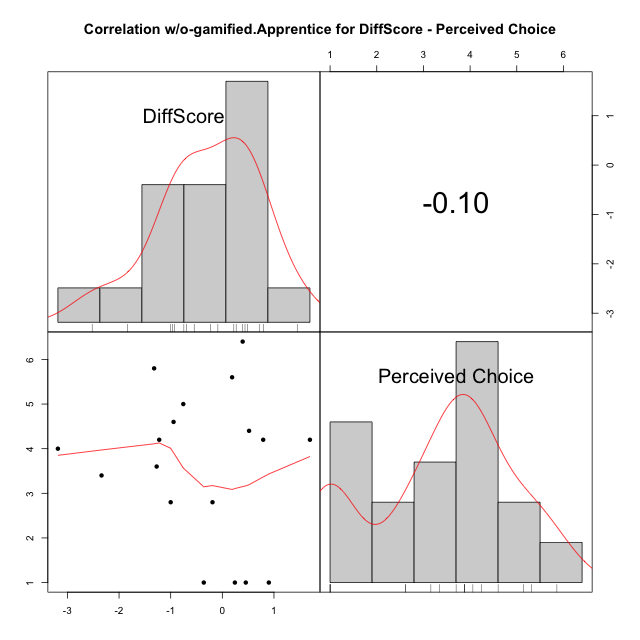 Correlation w/o-gamified.Apprentice for DiffScore - Perceived Choice
1 2 3 4 5 6
DiffScore
-0.10
1
0
-1
-2
-3
Perceived Choice
6
5
4
3
2
1
-3 -2 -1 0 1